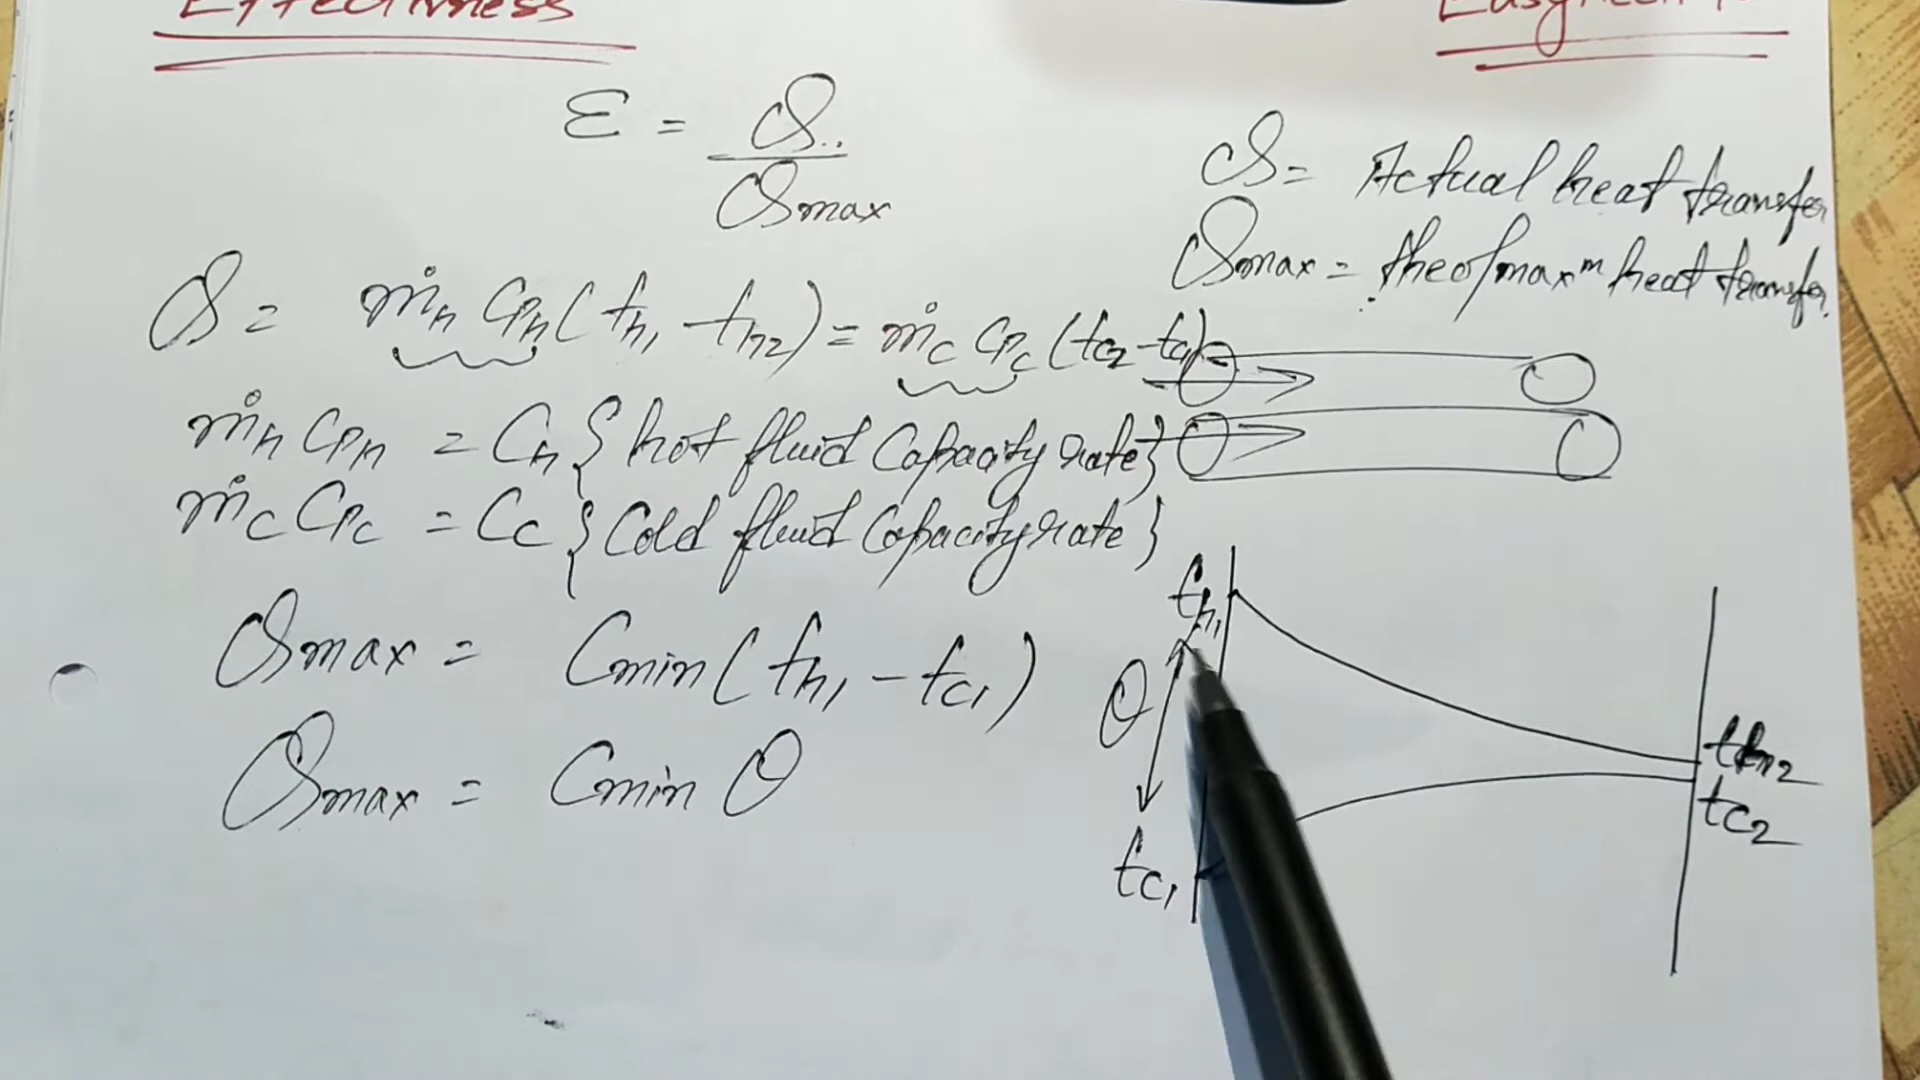 Effectiveness
ε = Q / Qmax
Q = Actual heat transfer
Qmax = theo/maxᵐ heat transfer.
Q = ṁh Cph (th1 - th2) = ṁc Cpc (tc2 - tc1)
ṁh Cph = Ch {hot fluid Capacity rate}
ṁc Cpc = Cc {Cold fluid Capacity rate}
Qmax = Cmin (th1 - tc1)
Qmax = Cmin θ
th1
θ
tc1
th2
tc2